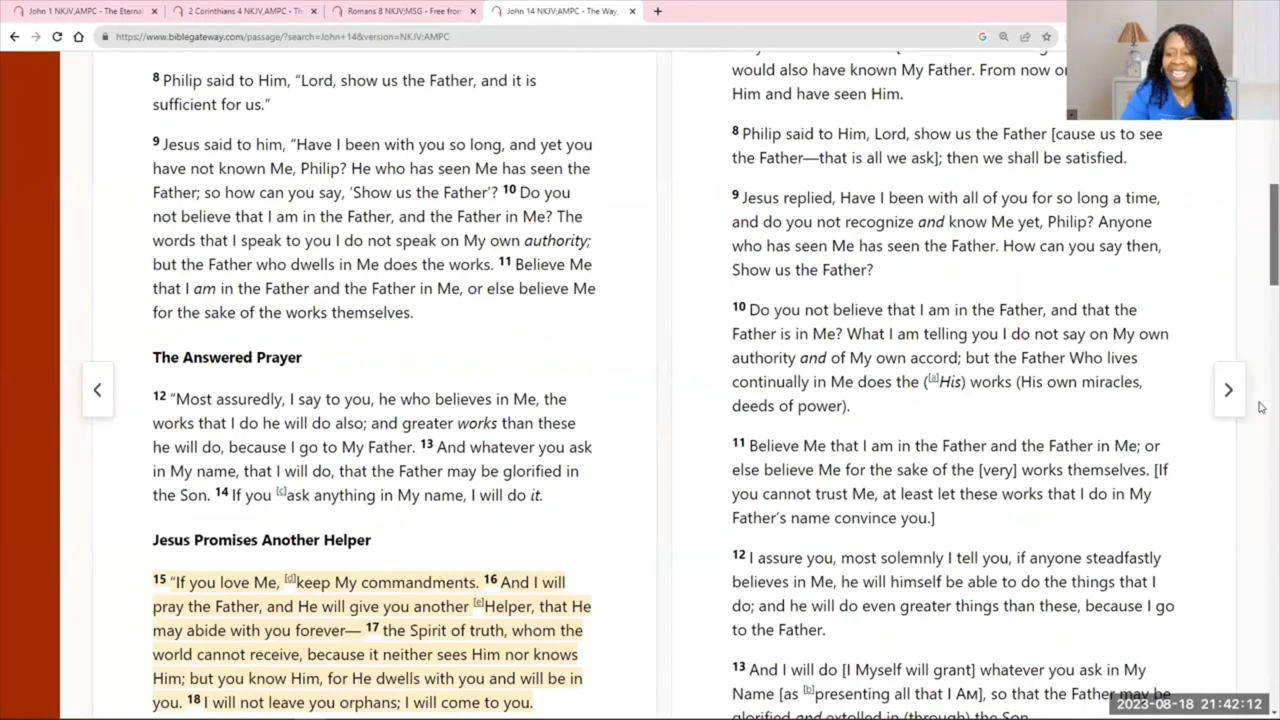 John 1 NKJV,AMPC - The Eternal
2 Corinthians 4 NKJV,AMPC - Th
Romans 8 NKJV;MSG - Free from
John 14 NKJV;AMPC - The Way,
https://www.biblegateway.com/passage/?search=John+14&version=NKJV;AMPC
8 Philip said to Him, “Lord, show us the Father, and it is
sufficient for us.”
9 Jesus said to him, “Have I been with you so long, and yet you
have not known Me, Philip? He who has seen Me has seen the
Father; so how can you say, ‘Show us the Father’? 10 Do you
not believe that I am in the Father, and the Father in Me? The
words that I speak to you I do not speak on My own authority;
but the Father who dwells in Me does the works. 11 Believe Me
that I am in the Father and the Father in Me, or else believe Me
for the sake of the works themselves.
The Answered Prayer
12 “Most assuredly, I say to you, he who believes in Me, the
works that I do he will do also; and greater works than these
he will do, because I go to My Father. 13 And whatever you ask
in My name, that I will do, that the Father may be glorified in
the Son. 14 If you [c]ask anything in My name, I will do it.
Jesus Promises Another Helper
15 “If you love Me, [d]keep My commandments. 16 And I will
pray the Father, and He will give you another [e]Helper, that He
may abide with you forever— 17 the Spirit of truth, whom the
world cannot receive, because it neither sees Him nor knows
Him; but you know Him, for He dwells with you and will be in
you. 18 I will not leave you orphans; I will come to you.
would also have known My Father. From now on
Him and have seen Him.
8 Philip said to Him, Lord, show us the Father [cause us to see
the Father—that is all we ask]; then we shall be satisfied.
9 Jesus replied, Have I been with all of you for so long a time,
and do you not recognize and know Me yet, Philip? Anyone
who has seen Me has seen the Father. How can you say then,
Show us the Father?
10 Do you not believe that I am in the Father, and that the
Father is in Me? What I am telling you I do not say on My own
authority and of My own accord; but the Father Who lives
continually in Me does the ([a]His) works (His own miracles,
deeds of power).
11 Believe Me that I am in the Father and the Father in Me; or
else believe Me for the sake of the [very] works themselves. [If
you cannot trust Me, at least let these works that I do in My
Father’s name convince you.]
12 I assure you, most solemnly I tell you, if anyone steadfastly
believes in Me, he will himself be able to do the things that I
do; and he will do even greater things than these, because I go
to the Father.
13 And I will do [I Myself will grant] whatever you ask in My
Name [as [b]presenting all that I AM], so that the Father may be
glorified and extolled in (through) the Son
2023-08-18 21:42:12